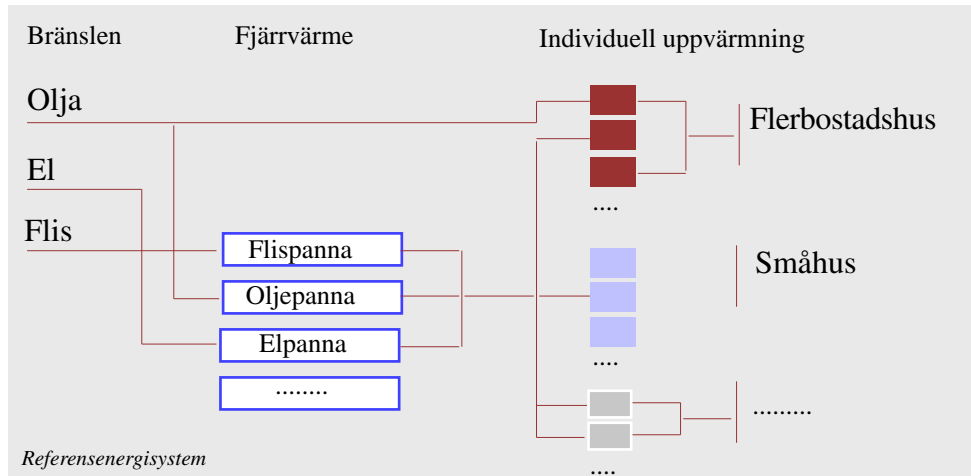 Bränslen
Fjärrvärme
Individuell uppvärmning
Olja
El
Flis
Flispanna
Oljepanna
Elpanna
........
Flerbostadshus
....
Småhus
....
.........
....
Referensenergisystem